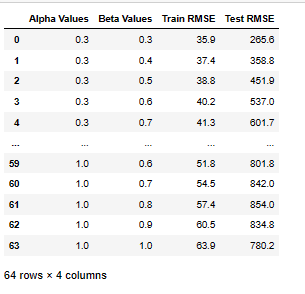 Alpha Values Beta Values Train RMSE Test RMSE
0 0.3 0.3 35.9 265.6
1 0.3 0.4 37.4 358.8
2 0.3 0.5 38.8 451.9
3 0.3 0.6 40.2 537.0
4 0.3 0.7 41.3 601.7
... ... ... ... ...
59 1.0 0.6 51.8 801.8
60 1.0 0.7 54.5 842.0
61 1.0 0.8 57.4 854.0
62 1.0 0.9 60.5 834.8
63 1.0 1.0 63.9 780.2
64 rows × 4 columns